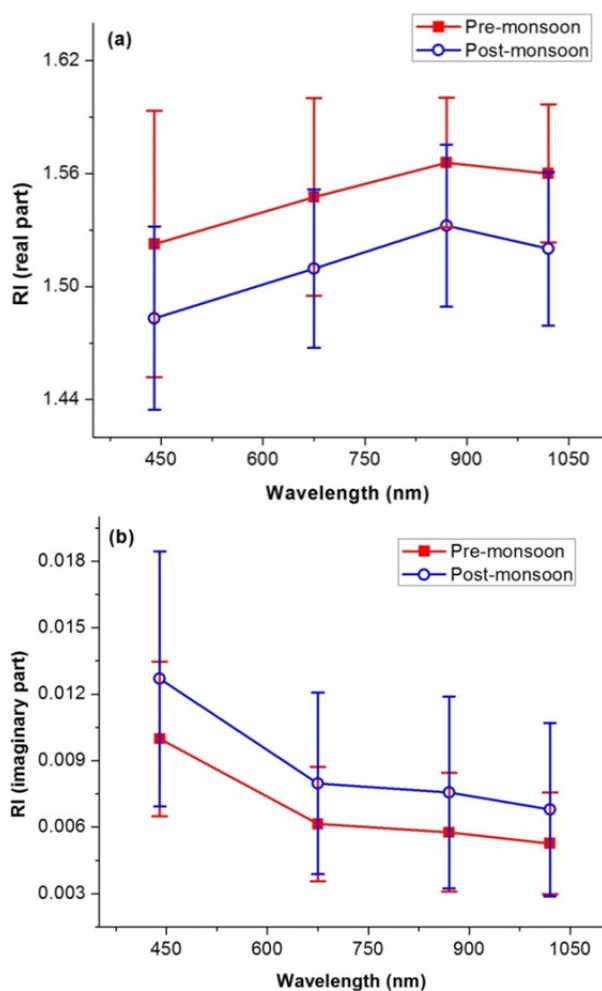 (a)
Pre-monsoon
Post-monsoon
1.62
1.56
1.50
1.44
RI (real part)
450 600 750 900 1050
Wavelength (nm)
(b)
Pre-monsoon
Post-monsoon
0.018
0.015
0.012
0.009
0.006
0.003
RI (imaginary part)
450 600 750 900 1050
Wavelength (nm)